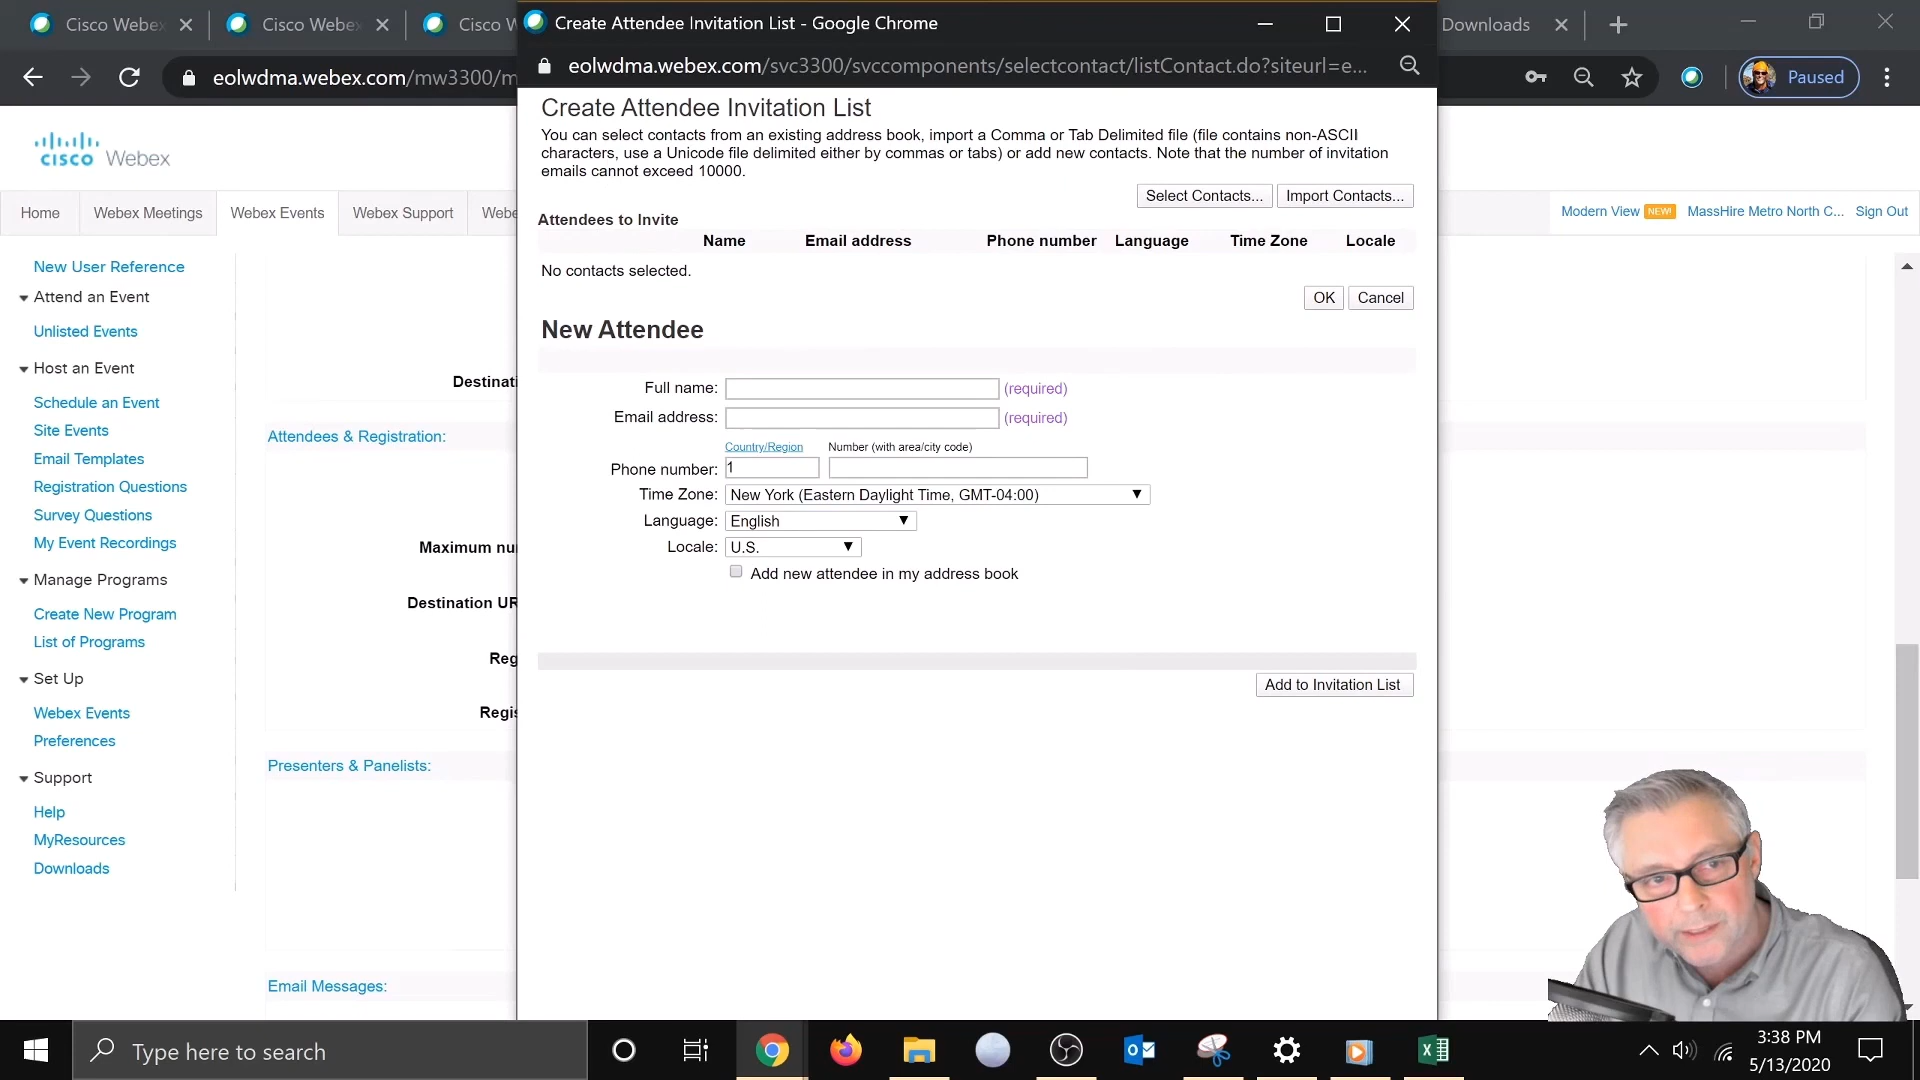 Cisco Webex
Cisco Webex
Cisco W
Create Attendee Invitation List - Google Chrome
Downloads
eolwdma.webex.com/mw3300/m
eolwdma.webex.com/svc3300/svccomponents/selectcontact/listContact.do?siteurl=e...
Paused
Create Attendee Invitation List
You can select contacts from an existing address book, import a Comma or Tab Delimited file (file contains non-ASCII
characters, use a Unicode file delimited either by commas or tabs) or add new contacts. Note that the number of invitation
emails cannot exceed 10000.
Select Contacts... Import Contacts...
Attendees to Invite
Name Email address Phone number Language Time Zone Locale
No contacts selected.
OK Cancel
New Attendee
Full name: (required)
Email address: (required)
Country/Region Number (with area/city code)
Phone number: 1
Time Zone: New York (Eastern Daylight Time, GMT-04:00)
Language: English
Locale: U.S.
Add new attendee in my address book
Add to Invitation List
CISCO Webex
Home Webex Meetings Webex Events Webex Support Webe
Modern View NEW! MassHire Metro North C... Sign Out
New User Reference
Attend an Event
Unlisted Events
Host an Event
Schedule an Event
Site Events
Email Templates
Registration Questions
Survey Questions
My Event Recordings
Manage Programs
Create New Program
List of Programs
Set Up
Webex Events
Preferences
Support
Help
MyResources
Downloads
Destinati
Attendees & Registration:
Maximum nu
Destination UR
Reg
Regis
Presenters & Panelists:
Email Messages:
Type here to search
3:38 PM
5/13/2020